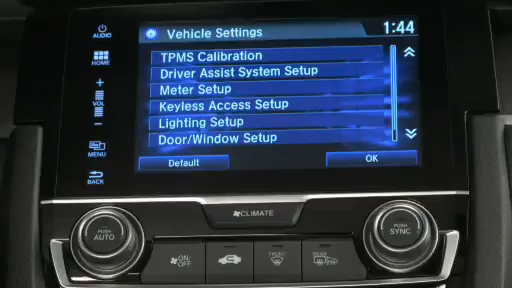 Vehicle Settings
1:44
AUDIO
HOME
+
VOL
−
MENU
BACK
TPMS Calibration
Driver Assist System Setup
Meter Setup
Keyless Access Setup
Lighting Setup
Door/Window Setup
Default
OK
CLIMATE
PUSH
AUTO
PUSH
SYNC
ON/
OFF
FRONT
REAR